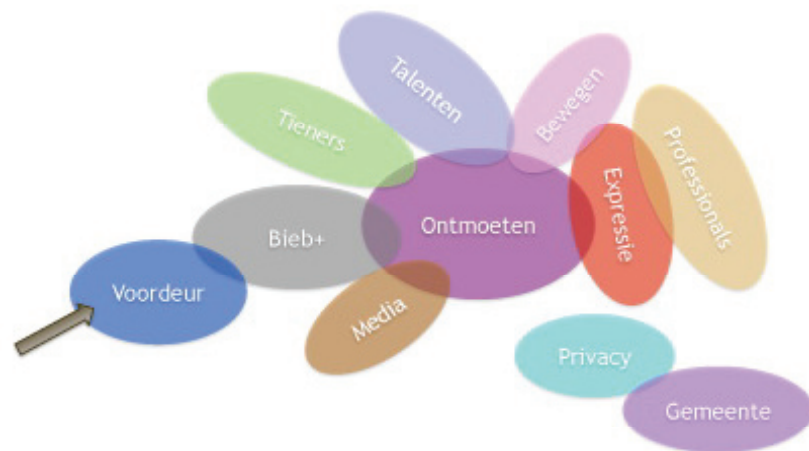 Talenten
Bewegen
Tieners
Professionals
Expressie
Ontmoeten
Bieb+
Voordeur
Media
Privacy
Gemeente